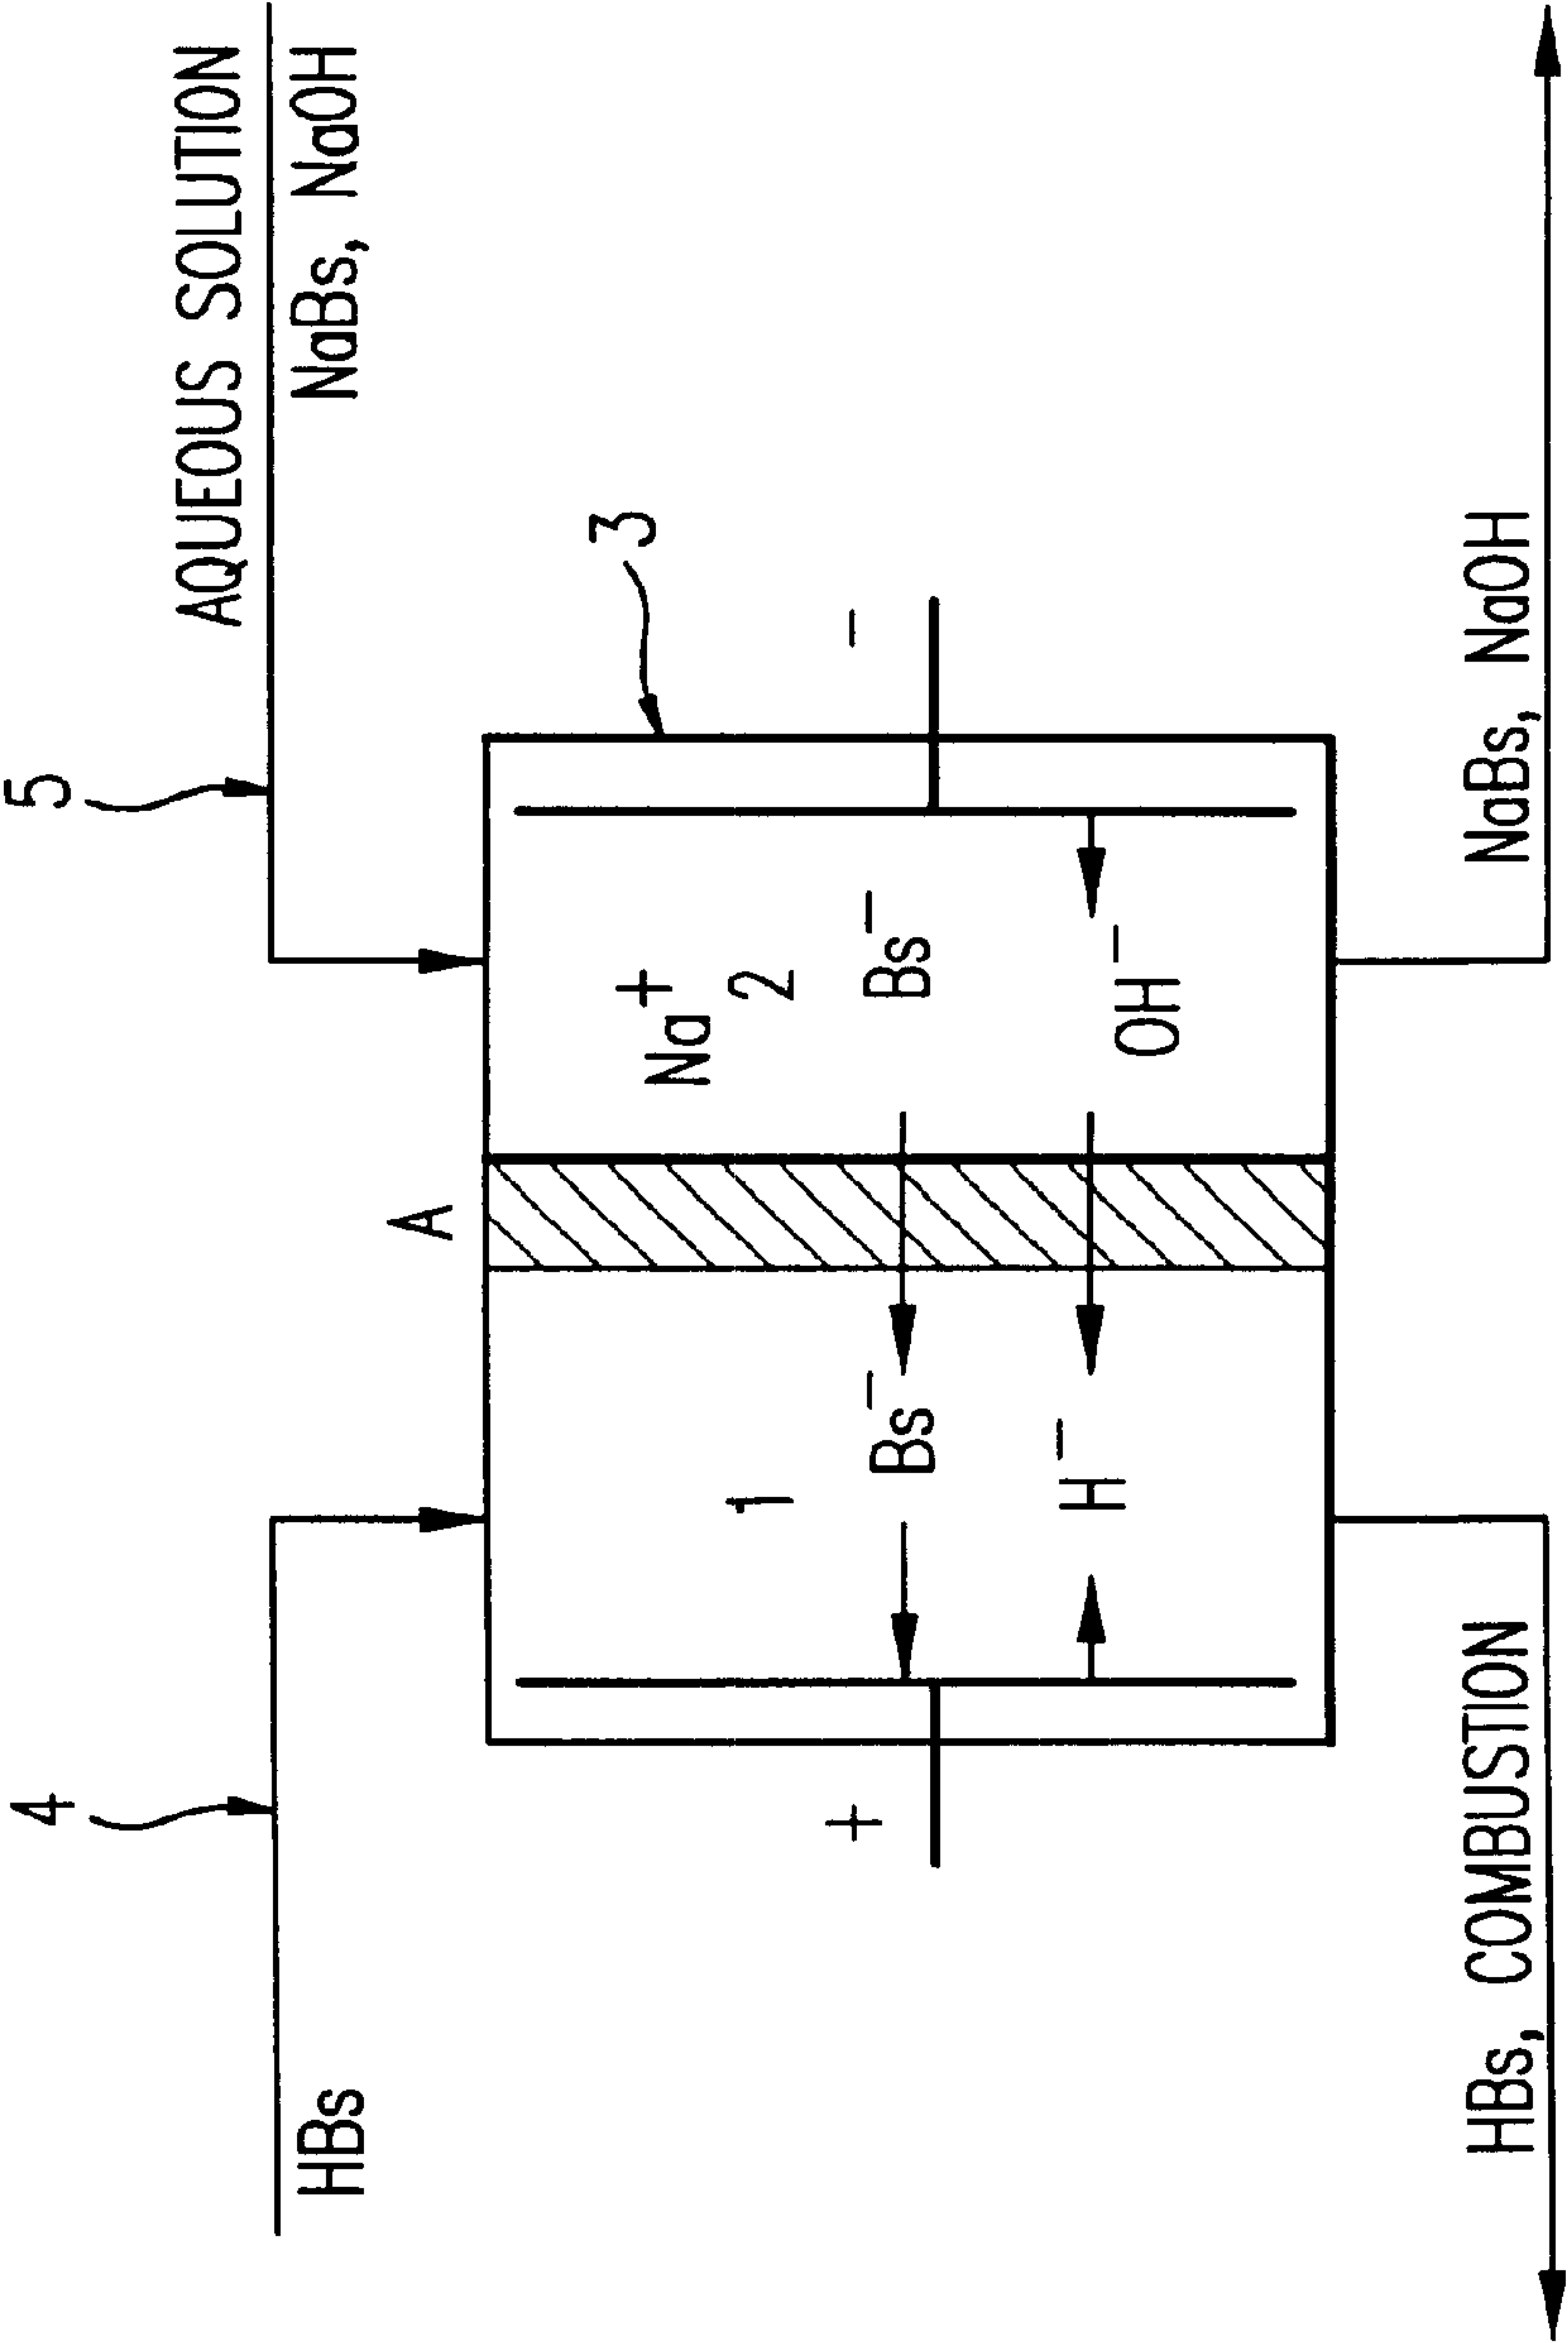 4
5
AQUEOUS SOLUTION
HBs
NaBs, NaOH
A
3
Na⁺
1
2
+
−
Bs⁻
Bs⁻
H⁻
OH⁻
HBs, COMBUSTION
NaBs, NaOH